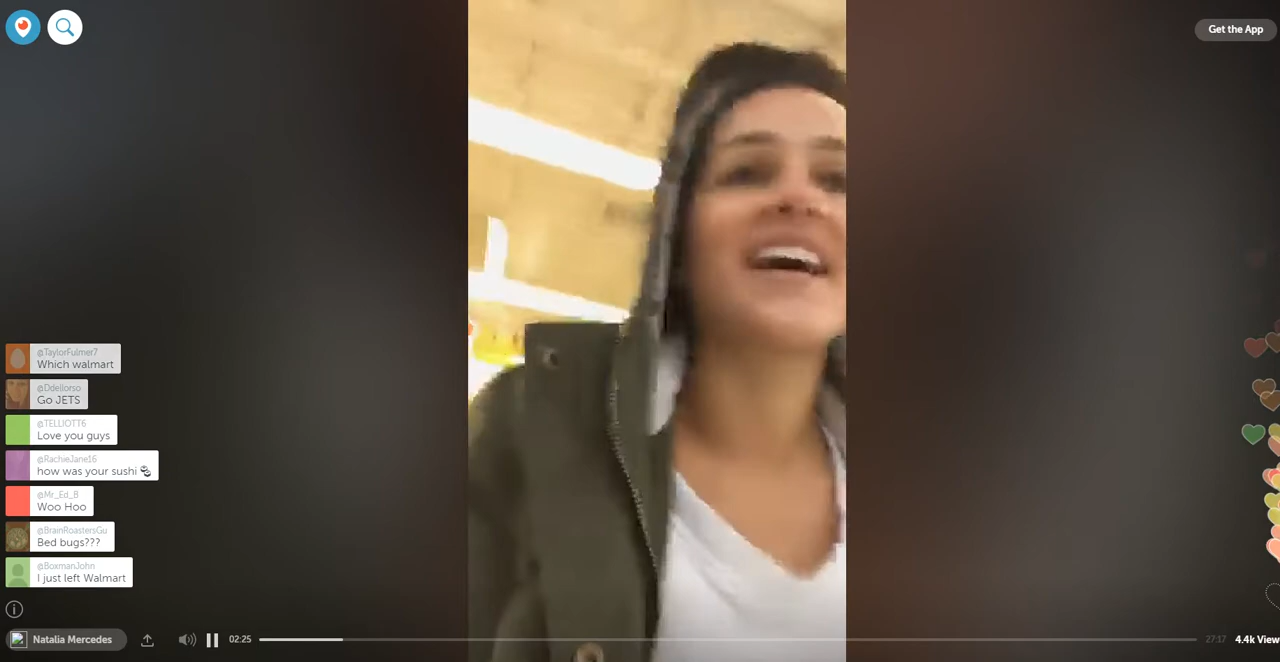 Get the App
@TaylorFulmer7
Which walmart
@Ddellorso
Go JETS
@TELLIOTT6
Love you guys
@RachieJane16
how was your sushi
@Mr_Ed_B
Woo Hoo
@BrainRoastersGu
Bed bugs???
@BoxmanJohn
I just left Walmart
Natalia Mercedes
02:25
27:17
4.4k View